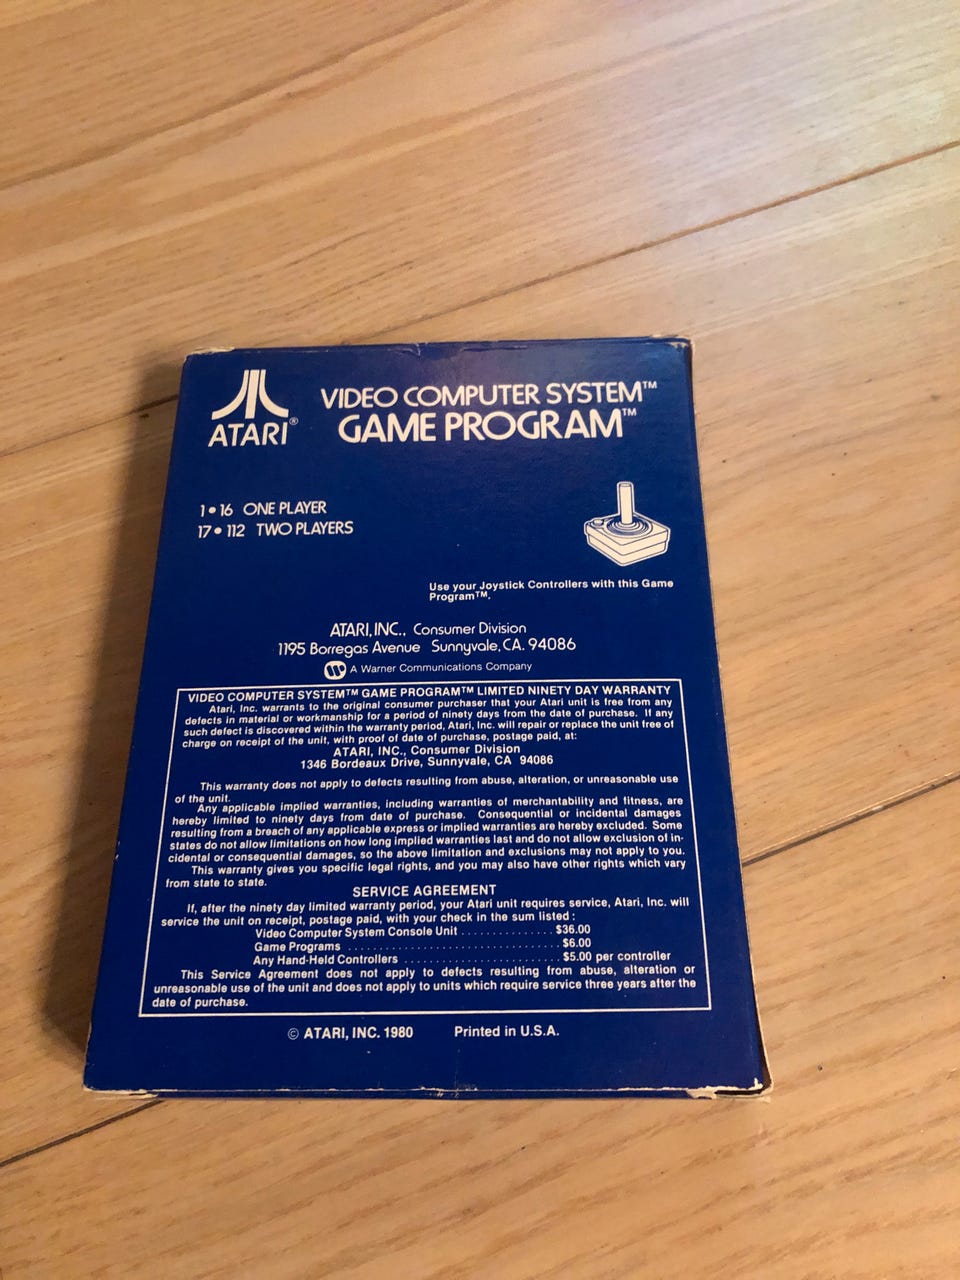 ATARI®
VIDEO COMPUTER SYSTEM™
GAME PROGRAM™
1•16 ONE PLAYER
17•112 TWO PLAYERS
Use your Joystick Controllers with this Game
Program™.
ATARI, INC., Consumer Division
1195 Borregas Avenue Sunnyvale, CA. 94086
A Warner Communications Company
VIDEO COMPUTER SYSTEM™ GAME PROGRAM™ LIMITED NINETY DAY WARRANTY
Atari, Inc. warrants to the original consumer purchaser that your Atari unit is free from any
defects in material or workmanship for a period of ninety days from the date of purchase. If any
such defect is discovered within the warranty period, Atari, Inc. will repair or replace the unit free of
charge on receipt of the unit, with proof of date of purchase, postage paid, at:
ATARI, INC., Consumer Division
1346 Bordeaux Drive, Sunnyvale, CA 94086
This warranty does not apply to defects resulting from abuse, alteration, or unreasonable use
of the unit.
Any applicable implied warranties, including warranties of merchantability and fitness, are
hereby limited to ninety days from date of purchase. Consequential or incidental damages
resulting from a breach of any applicable express or implied warranties are hereby excluded. Some
states do not allow limitations on how long implied warranties last and do not allow exclusion of in-
cidental or consequential damages, so the above limitation and exclusions may not apply to you.
This warranty gives you specific legal rights, and you may also have other rights which vary
from state to state.
SERVICE AGREEMENT
If, after the ninety day limited warranty period, your Atari unit requires service, Atari, Inc. will
service the unit on receipt, postage paid, with your check in the sum listed:
Video Computer System Console Unit .............. $36.00
Game Programs ................................ $6.00
Any Hand-Held Controllers ....................... $5.00 per controller
This Service Agreement does not apply to defects resulting from abuse, alteration or
unreasonable use of the unit and does not apply to units which require service three years after the
date of purchase.
© ATARI, INC. 1980 Printed in U.S.A.